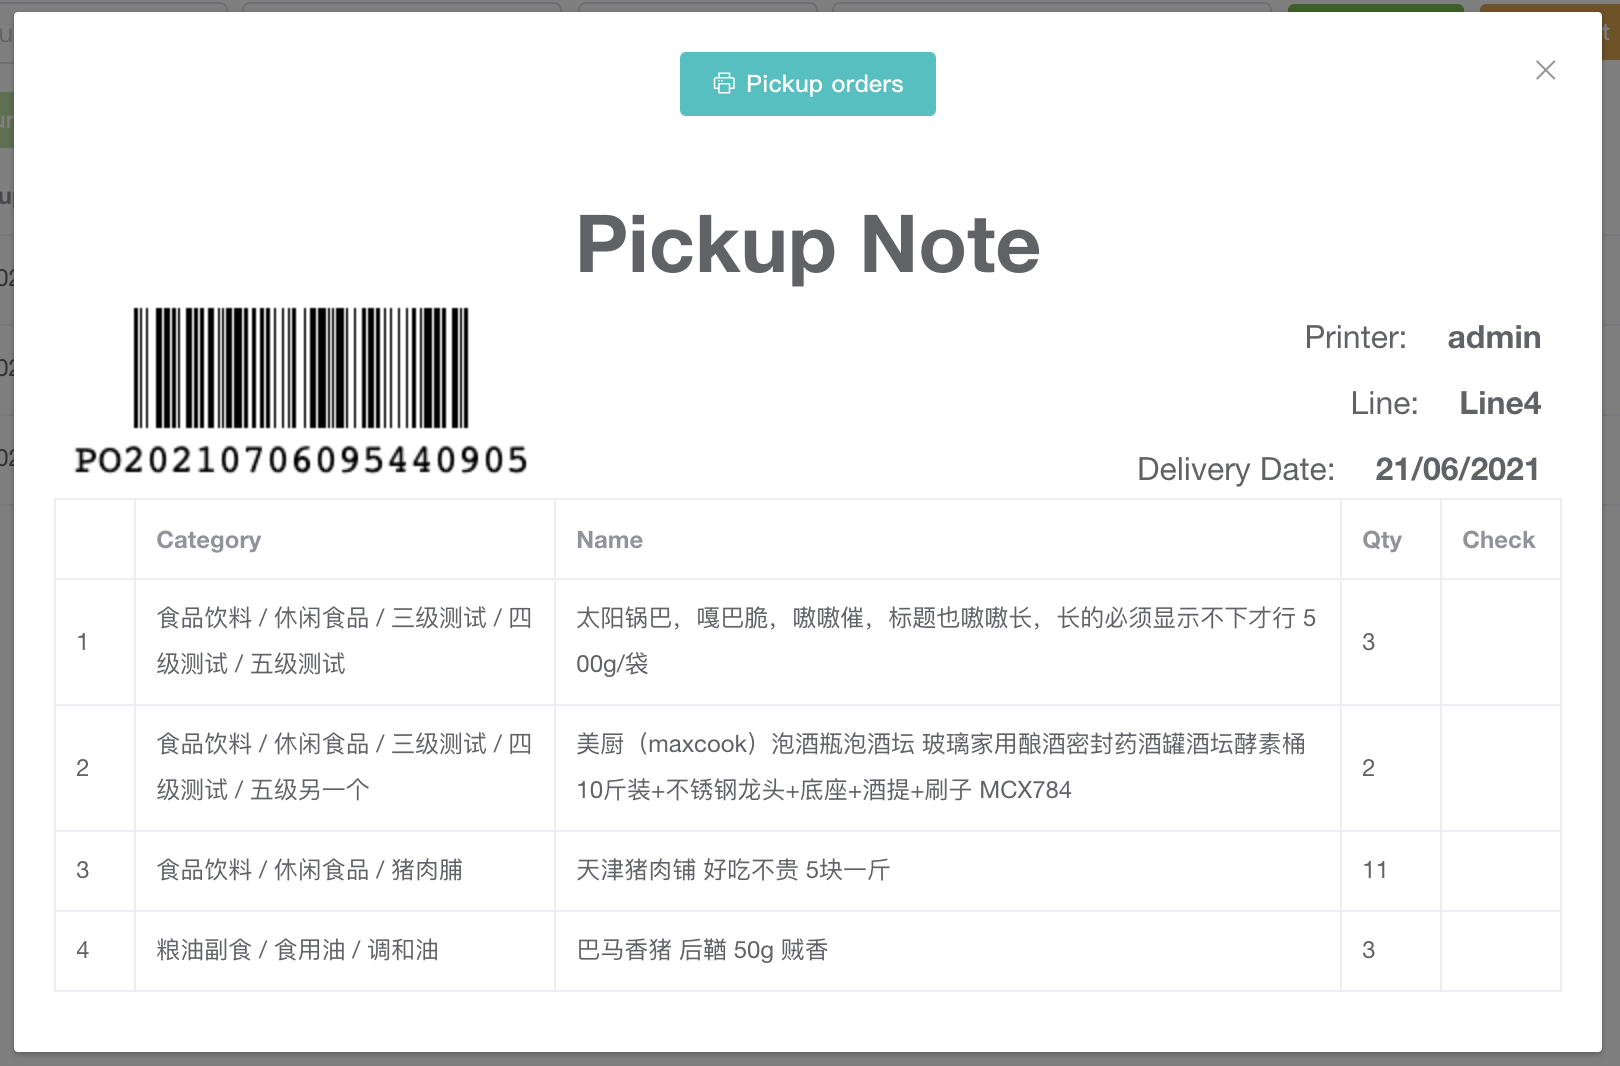 Pickup orders
Pickup Note
PO20210706095440905
Printer: admin
Line: Line4
Delivery Date: 21/06/2021
Category Name Qty Check
1 食品饮料 / 休闲食品 / 三级测试 / 四级测试 / 五级测试 太阳锅巴，嘎巴脆，嗷嗷催，标题也嗷嗷长，长的必须显示不下才行 500g/袋 3
2 食品饮料 / 休闲食品 / 三级测试 / 四级测试 / 五级另一个 美厨（maxcook）泡酒瓶泡酒坛 玻璃家用酿酒密封药酒罐酒坛酵素桶 10斤装+不锈钢龙头+底座+酒提+刷子 MCX784 2
3 食品饮料 / 休闲食品 / 猪肉脯 天津猪肉铺 好吃不贵 5块一斤 11
4 粮油副食 / 食用油 / 调和油 巴马香猪 后鞧 50g 贼香 3